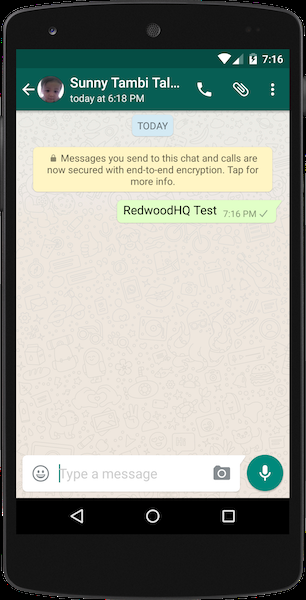 7:16
Sunny Tambi Tal...
today at 6:18 PM
TODAY
Messages you send to this chat and calls are
now secured with end-to-end encryption. Tap for
more info.
RedwoodHQ Test 7:16 PM
Type a message